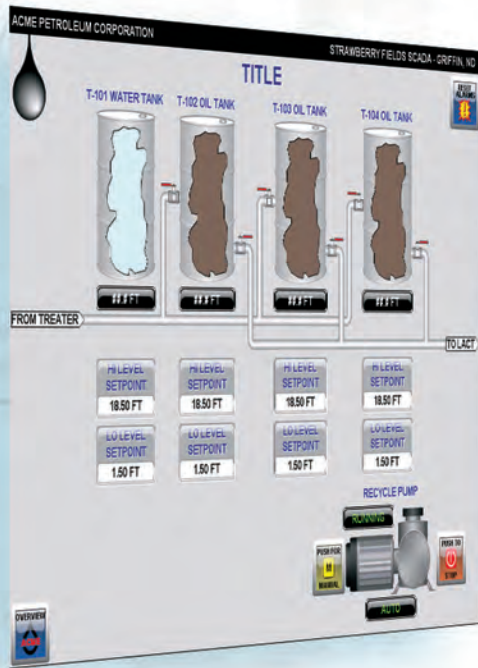 ACME PETROLEUM CORPORATION
STRAWBERRY FIELDS SCADA - GRIFFIN, ND
TITLE
RESET
ALARMS
T-101 WATER TANK
T-102 OIL TANK
T-103 OIL TANK
T-104 OIL TANK
##.# FT
##.# FT
##.# FT
##.# FT
FROM TREATER
TO LACT
HI LEVEL
SETPOINT
18.50 FT
HI LEVEL
SETPOINT
18.50 FT
HI LEVEL
SETPOINT
18.50 FT
HI LEVEL
SETPOINT
18.50 FT
LO LEVEL
SETPOINT
1.50 FT
LO LEVEL
SETPOINT
1.50 FT
LO LEVEL
SETPOINT
1.50 FT
LO LEVEL
SETPOINT
1.50 FT
RECYCLE PUMP
RUNNING
PUSH FOR
M
MANUAL
PUSH TO
STOP
AUTO
OVERVIEW